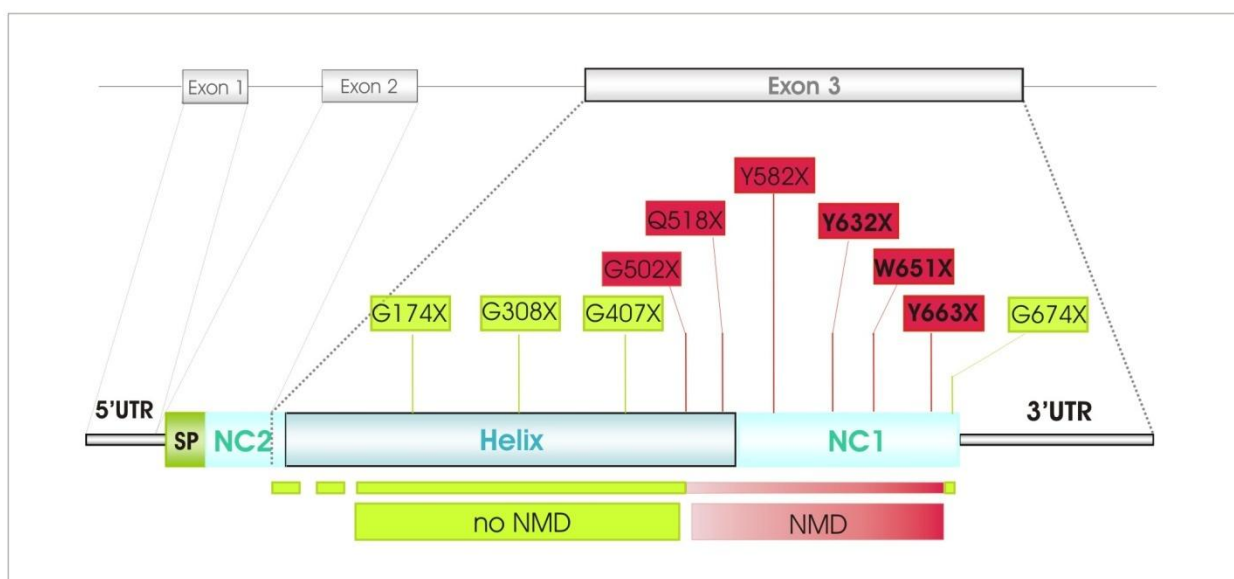 Exon 1
Exon 2
Exon 3
Y582X
Q518X
Y632X
G502X
W651X
G174X
G308X
G407X
Y663X
G674X
5'UTR
3'UTR
SP
NC2
Helix
NC1
no NMD
NMD